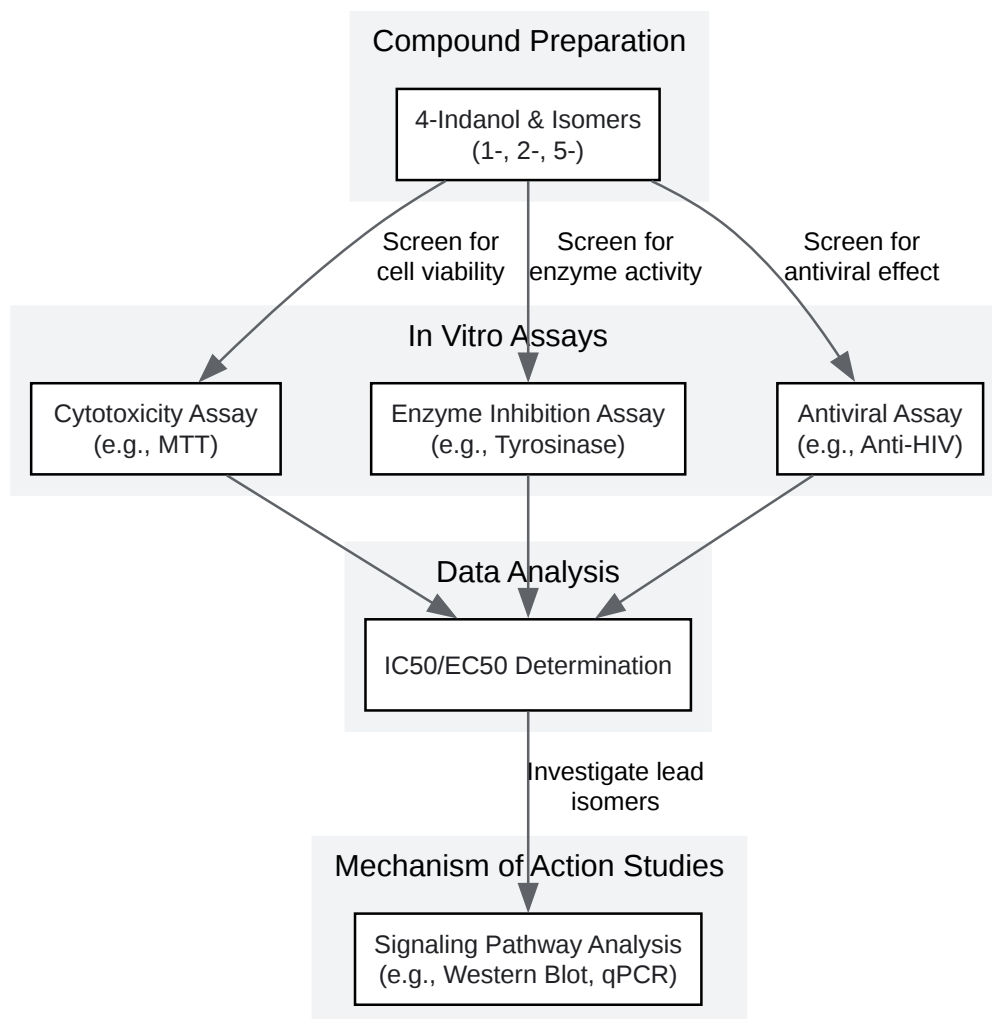 Compound Preparation
4-Indanol & Isomers
(1-, 2-, 5-)
Screen for
cell viability
Screen for
enzyme activity
Screen for
antiviral effect
In Vitro Assays
Cytotoxicity Assay
(e.g., MTT)
Enzyme Inhibition Assay
(e.g., Tyrosinase)
Antiviral Assay
(e.g., Anti-HIV)
Data Analysis
IC50/EC50 Determination
Investigate lead
isomers
Mechanism of Action Studies
Signaling Pathway Analysis
(e.g., Western Blot, qPCR)